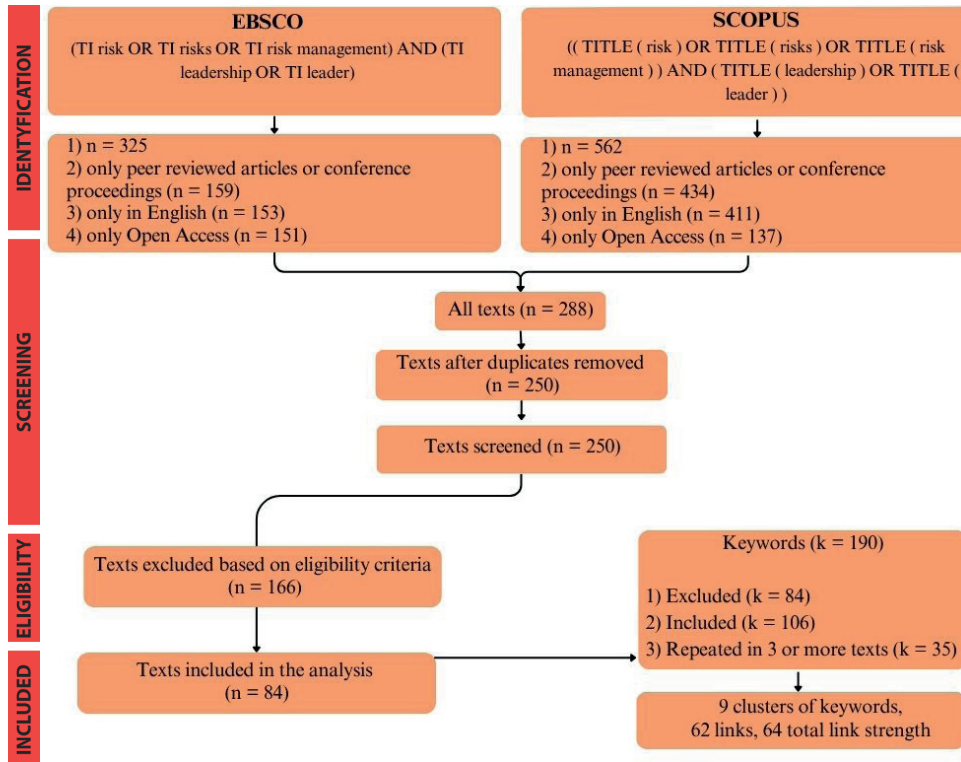 IDENTYFICATION
EBSCO
(TI risk OR TI risks OR TI risk management) AND (TI
leadership OR TI leader)
SCOPUS
(( TITLE ( risk ) OR TITLE ( risks ) OR TITLE ( risk
management ) ) AND ( TITLE ( leadership ) OR TITLE (
leader ) )
1) n = 325
2) only peer reviewed articles or conference
proceedings (n = 159)
3) only in English (n = 153)
4) only Open Access (n = 151)
1) n = 562
2) only peer reviewed articles or conference
proceedings (n = 434)
3) only in English (n = 411)
4) only Open Access (n = 137)
SCREENING
All texts (n = 288)
Texts after duplicates removed
(n = 250)
Texts screened (n = 250)
ELIGIBILITY
Texts excluded based on eligibility criteria
(n = 166)
Keywords (k = 190)
1) Excluded (k = 84)
2) Included (k = 106)
3) Repeated in 3 or more texts (k = 35)
INCLUDED
Texts included in the analysis
(n = 84)
9 clusters of keywords,
62 links, 64 total link strength